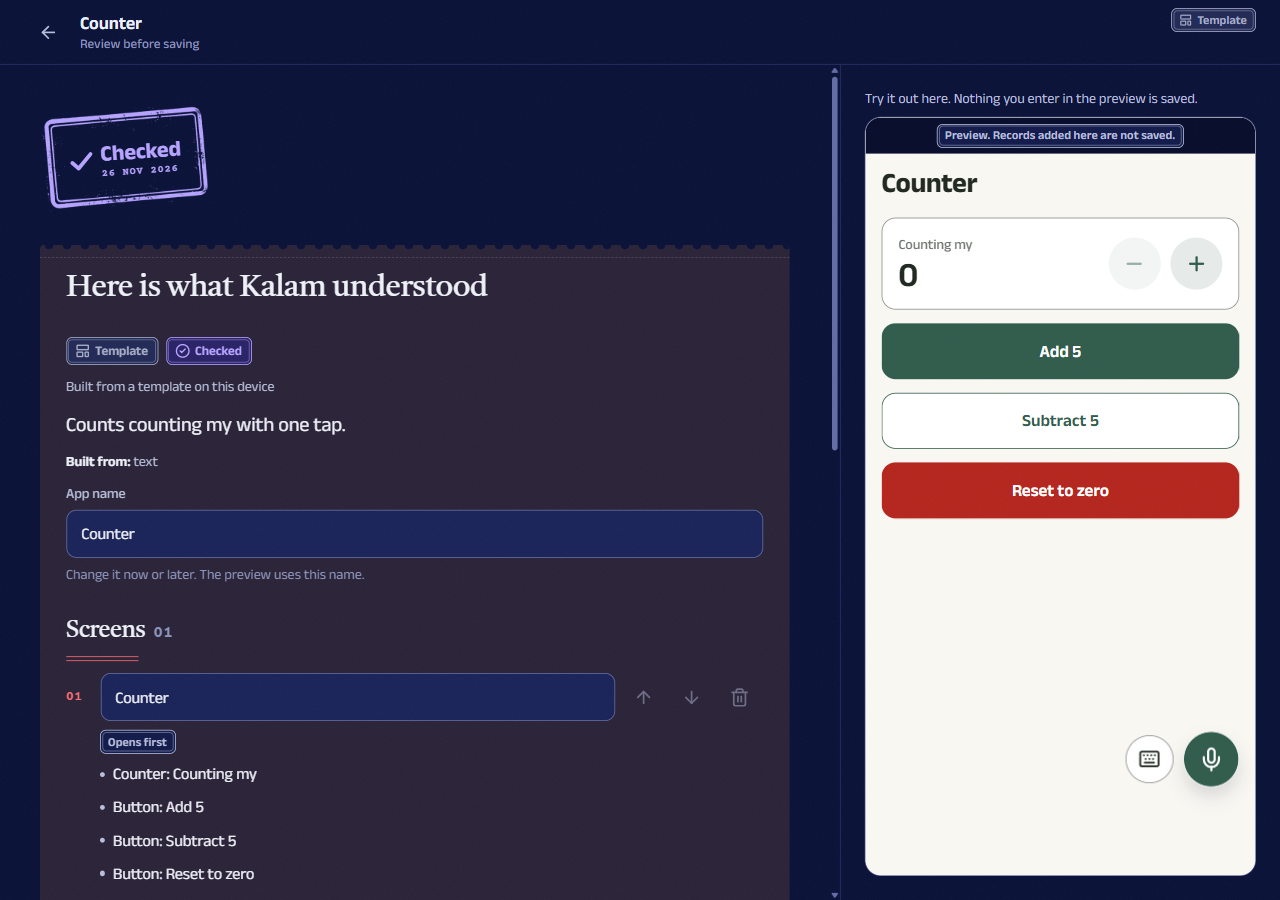 Counter
Review before saving
Template
Checked
26 NOV 2026
Here is what Kalam understood
Template
Checked
Built from a template on this device
Counts counting my with one tap.
Built from: text
App name
Counter
Change it now or later. The preview uses this name.
Screens 01
01
Counter
Opens first
• Counter: Counting my
• Button: Add 5
• Button: Subtract 5
• Button: Reset to zero
Try it out here. Nothing you enter in the preview is saved.
Preview. Records added here are not saved.
Counter
Counting my
0
Add 5
Subtract 5
Reset to zero